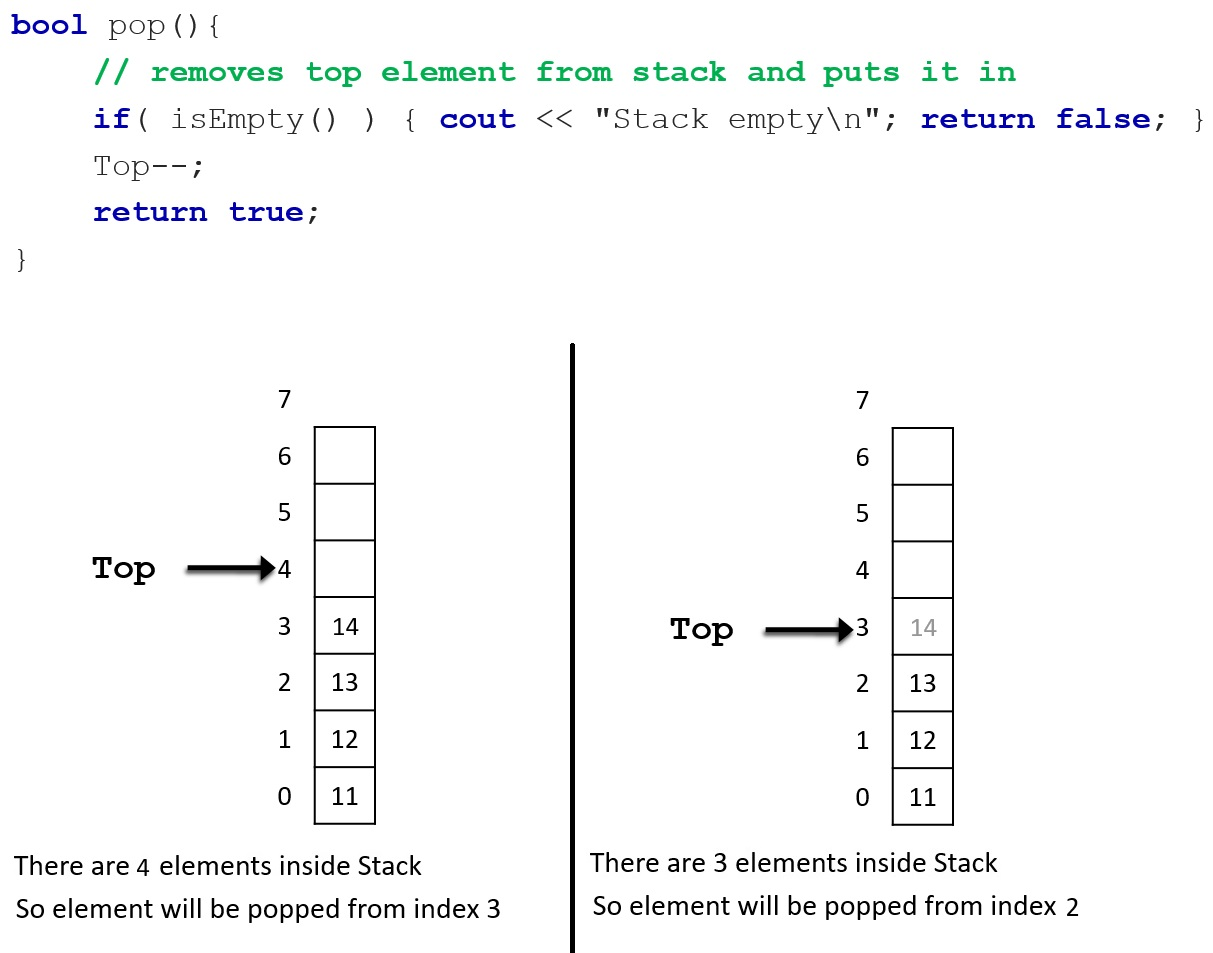 bool pop(){
// removes top element from stack and puts it in
if( isEmpty() ) { cout << "Stack empty\n"; return false; }
Top--;
return true;
}
7
6
5
Top 4
3 14
2 13
1 12
0 11
There are 4 elements inside Stack
So element will be popped from index 3
7
6
5
4
Top 3 14
2 13
1 12
0 11
There are 3 elements inside Stack
So element will be popped from index 2